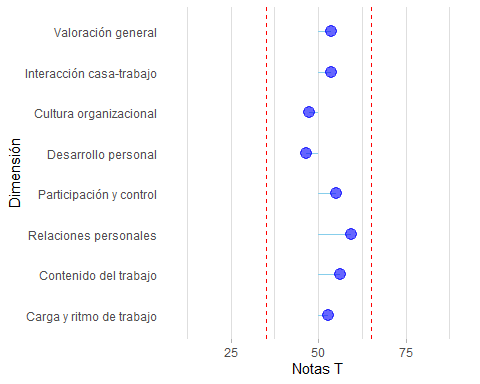 Valoración general
Interacción casa-trabajo
Cultura organizacional
Desarrollo personal
Participación y control
Relaciones personales
Contenido del trabajo
Carga y ritmo de trabajo
Dimensión
25 50 75
Notas T